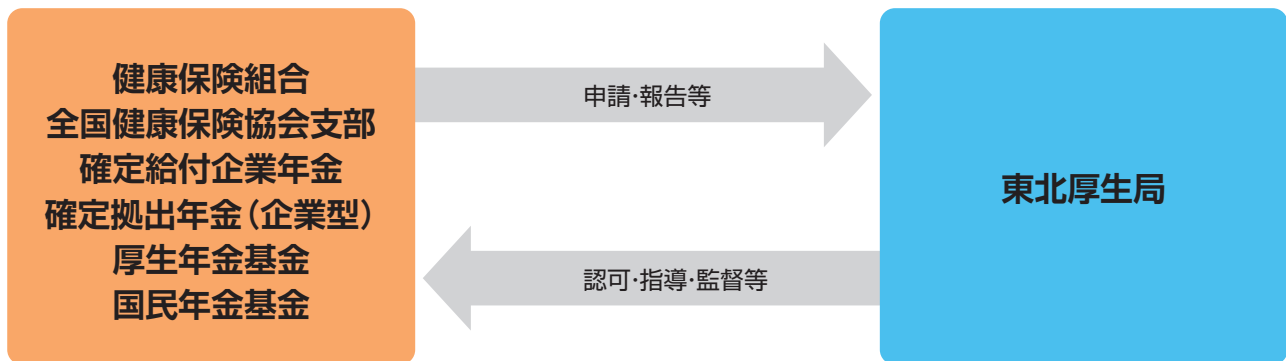 健康保険組合
全国健康保険協会支部
確定給付企業年金
確定拠出年金(企業型)
厚生年金基金
国民年金基金
申請・報告等
認可・指導・監督等
東北厚生局